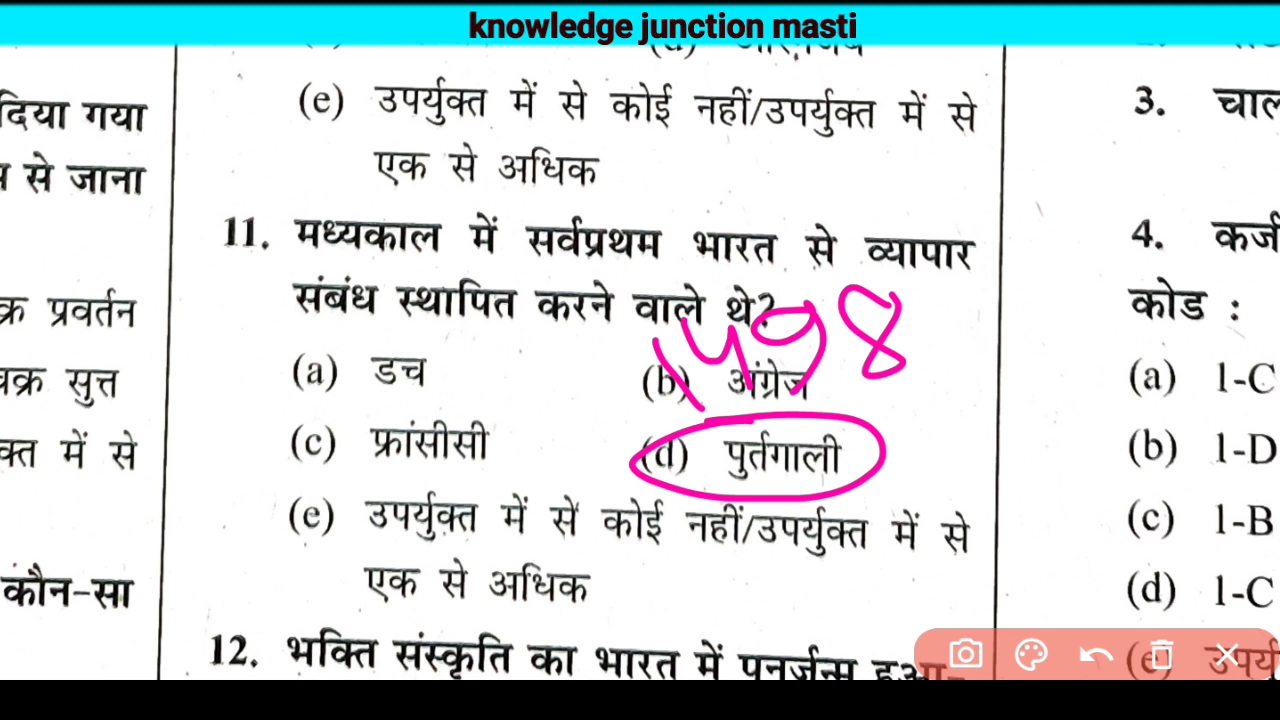 knowledge junction masti
(e) उपर्युक्त में से कोई नहीं/उपर्युक्त में से
एक से अधिक
11. मध्यकाल में सर्वप्रथम भारत से व्यापार
संबंध स्थापित करने वाले थे?
1498
(a) डच (b) अंग्रेज
(c) फ्रांसीसी (d) पुर्तगाली
(e) उपर्युक्त में से कोई नहीं/उपर्युक्त में से
एक से अधिक
12. भक्ति संस्कृति का भारत में पुनर्जन्म हुआ-
दिया गया
से जाना
क्र प्रवर्तन
चक्र सुत्त
क्त में से
कौन-सा
3.
4.
कोड :
(a) 1-C
(b) 1-D
(c) 1-B
(d) 1-C
(e)